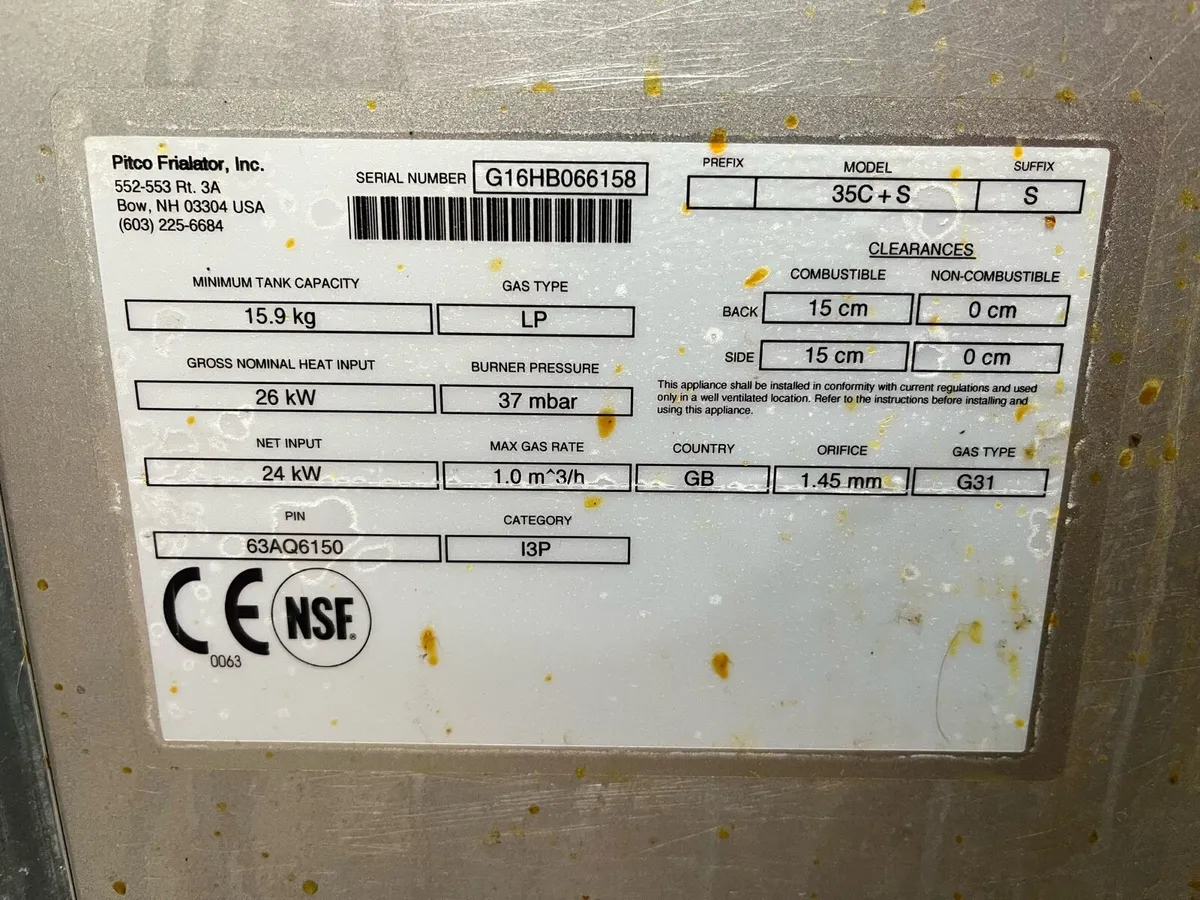 Pitco Frialator, Inc.
552-553 Rt. 3A
Bow, NH 03304 USA
(603) 225-6684
SERIAL NUMBER G16HB066158
PREFIX MODEL SUFFIX
35C+S S
CLEARANCES
COMBUSTIBLE NON-COMBUSTIBLE
BACK 15 cm 0 cm
SIDE 15 cm 0 cm
This appliance shall be installed in conformity with current regulations and used
only in a well ventilated location. Refer to the instructions before installing and
using this appliance.
MINIMUM TANK CAPACITY GAS TYPE
15.9 kg LP
GROSS NOMINAL HEAT INPUT BURNER PRESSURE
26 kW 37 mbar
NET INPUT MAX GAS RATE COUNTRY ORIFICE GAS TYPE
24 kW 1.0 m^3/h GB 1.45 mm G31
PIN CATEGORY
63AQ6150 I3P
CE NSF®
0063